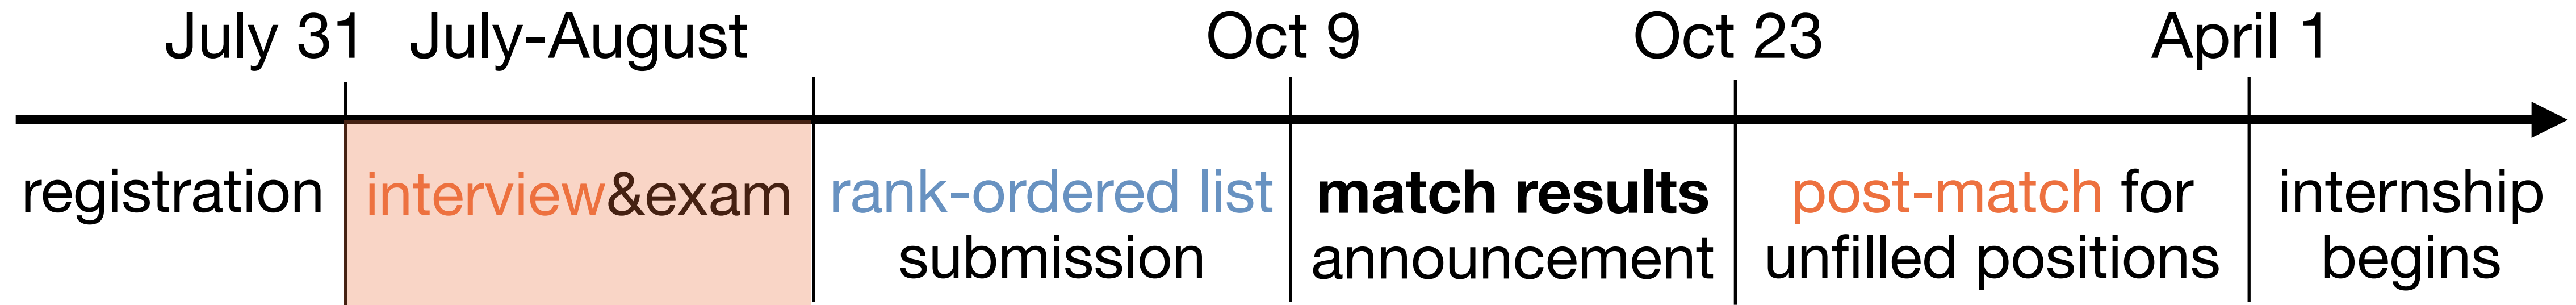 July 31 July-August Oct 9 Oct 23 April 1
registration interview&exam rank-ordered list match results post-match for internship
submission announcement unfilled positions begins